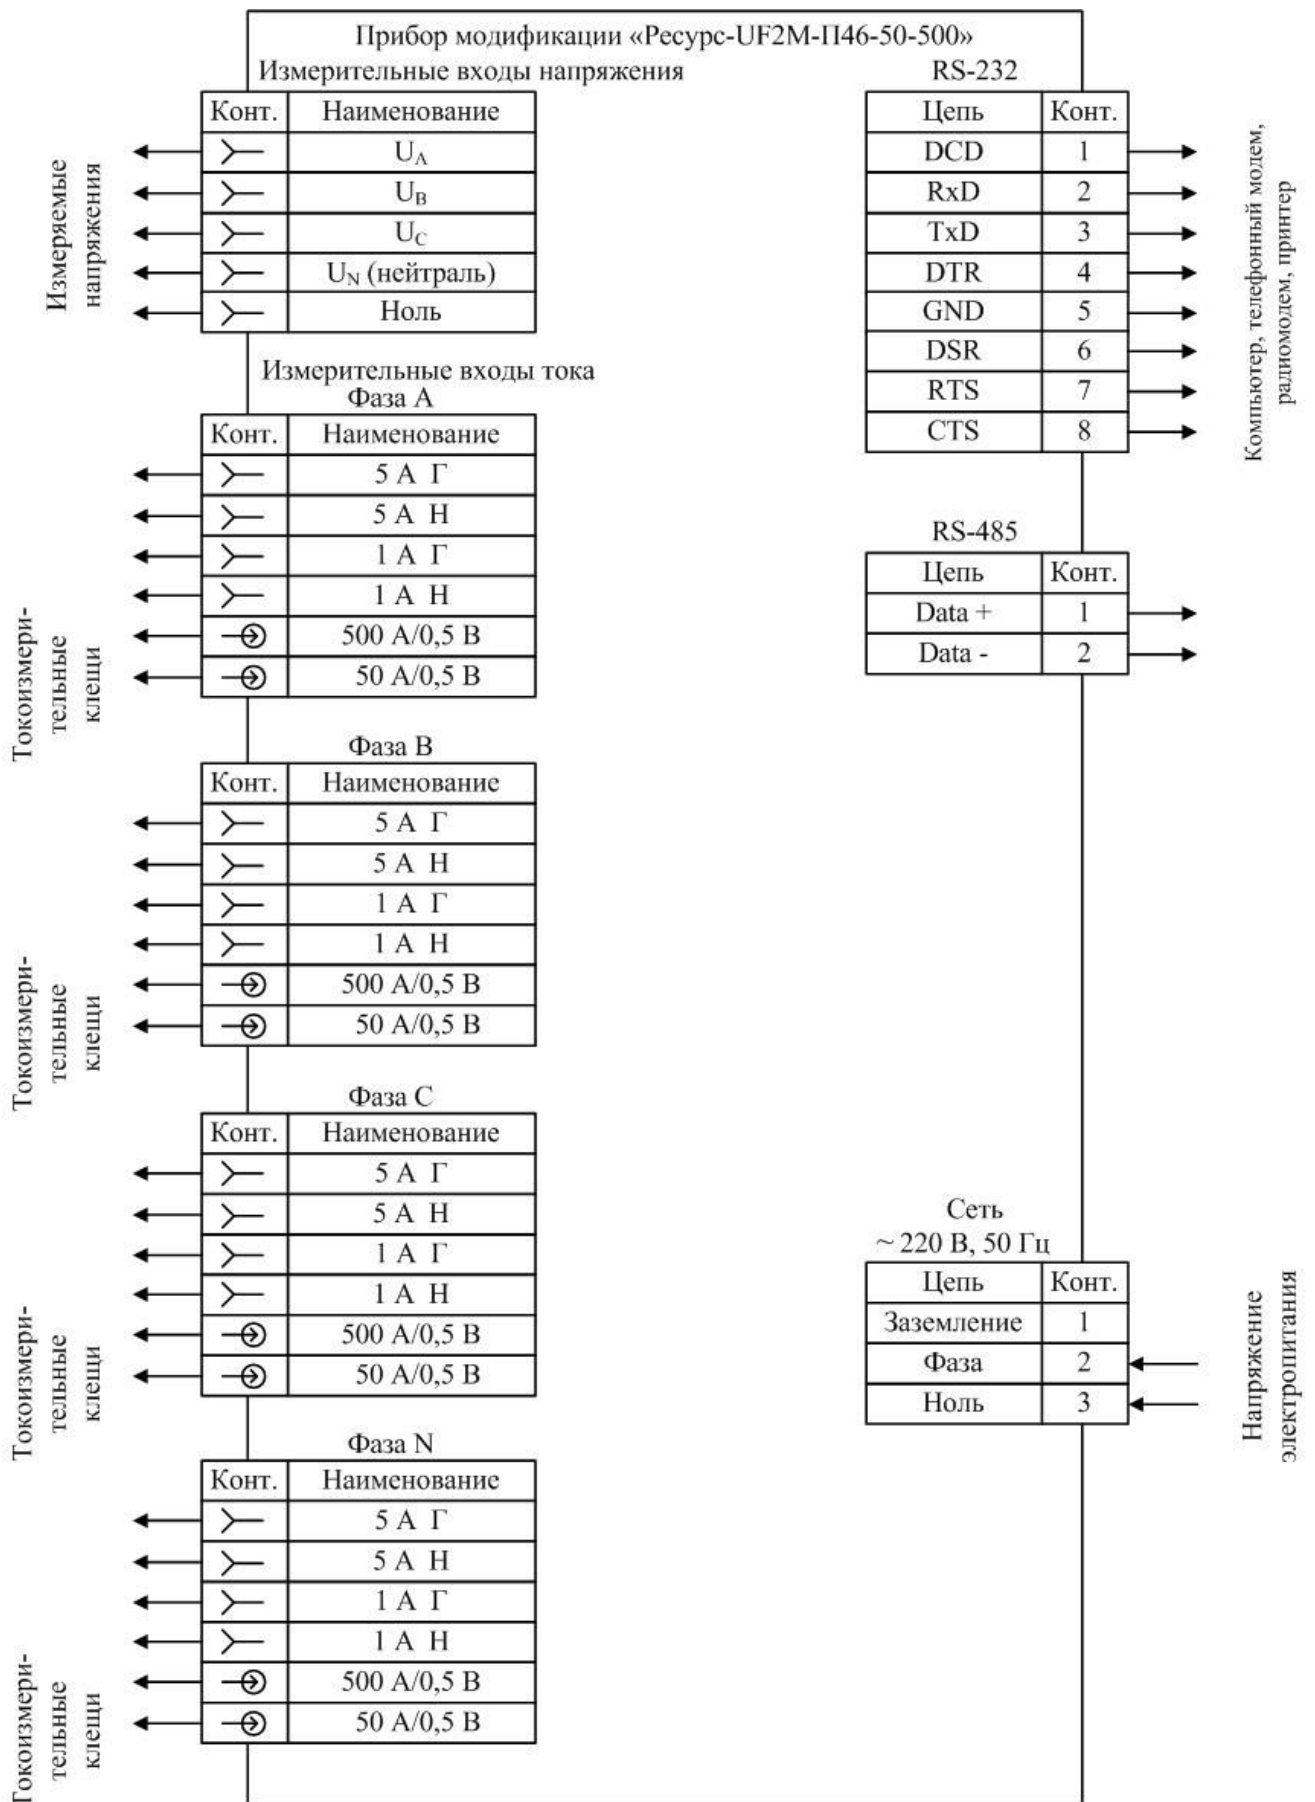 Прибор модификации «Ресурс-UF2М-П46-50-500»
Измерительные входы напряжения
Конт. Наименование
U_A
U_B
U_C
U_N (нейтраль)
Ноль
Измеряемые
напряжения
Измерительные входы тока
Фаза А
Конт. Наименование
5 А Г
5 А Н
1 А Г
1 А Н
500 А/0,5 В
50 А/0,5 В
Токоизмери-
тельные
клещи
Фаза В
Конт. Наименование
5 А Г
5 А Н
1 А Г
1 А Н
500 А/0,5 В
50 А/0,5 В
Токоизмери-
тельные
клещи
Фаза С
Конт. Наименование
5 А Г
5 А Н
1 А Г
1 А Н
500 А/0,5 В
50 А/0,5 В
Токоизмери-
тельные
клещи
Фаза N
Конт. Наименование
5 А Г
5 А Н
1 А Г
1 А Н
500 А/0,5 В
50 А/0,5 В
Токоизмери-
тельные
клещи
RS-232
Цепь Конт.
DCD 1
RxD 2
TxD 3
DTR 4
GND 5
DSR 6
RTS 7
CTS 8
Компьютер, телефонный модем,
радиомодем, принтер
RS-485
Цепь Конт.
Data + 1
Data - 2
Сеть
~ 220 В, 50 Гц
Цепь Конт.
Заземление 1
Фаза 2
Ноль 3
Напряжение
электропитания